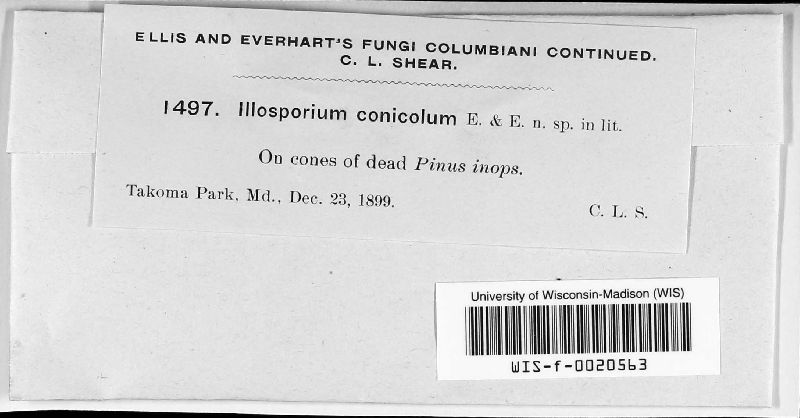 ELLIS AND EVERHART'S FUNGI COLUMBIANI CONTINUED.
C. L. SHEAR.
1497. Illosporium conicolum E. & E. n. sp. in lit.
On cones of dead Pinus inops.
Takoma Park, Md., Dec. 23, 1899.
C. L. S.
University of Wisconsin-Madison (WIS)
WIS-f-0020563